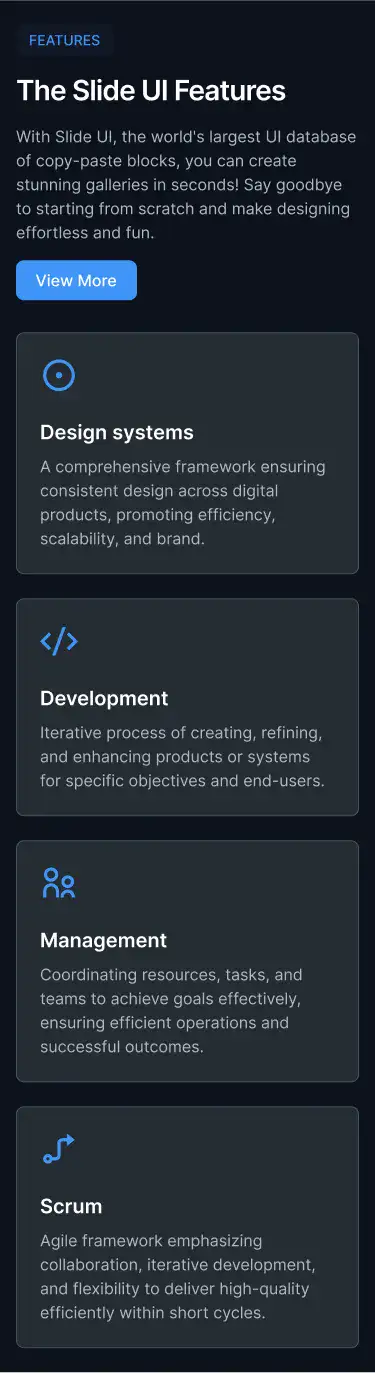 FEATURES
The Slide UI Features
With Slide UI, the world's largest UI database
of copy-paste blocks, you can create
stunning galleries in seconds! Say goodbye
to starting from scratch and make designing
effortless and fun.
View More
Design systems
A comprehensive framework ensuring
consistent design across digital
products, promoting efficiency,
scalability, and brand.
Development
Iterative process of creating, refining,
and enhancing products or systems
for specific objectives and end-users.
Management
Coordinating resources, tasks, and
teams to achieve goals effectively,
ensuring efficient operations and
successful outcomes.
Scrum
Agile framework emphasizing
collaboration, iterative development,
and flexibility to deliver high-quality
efficiently within short cycles.